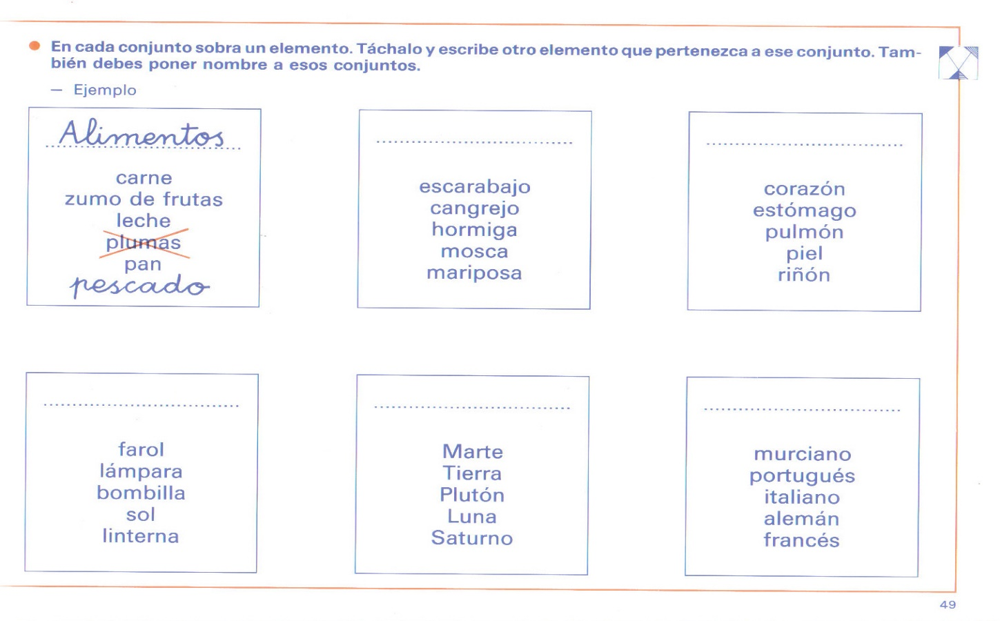 En cada conjunto sobra un elemento. Táchalo y escribe otro elemento que pertenezca a ese conjunto. Tam-
bién debes poner nombre a esos conjuntos.
— Ejemplo
Alimentos
carne
zumo de frutas
leche
plumas
pan
pescado
escarabajo
cangrejo
hormiga
mosca
mariposa
corazón
estómago
pulmón
piel
riñón
farol
lámpara
bombilla
sol
linterna
Marte
Tierra
Plutón
Luna
Saturno
murciano
portugués
italiano
alemán
francés
49